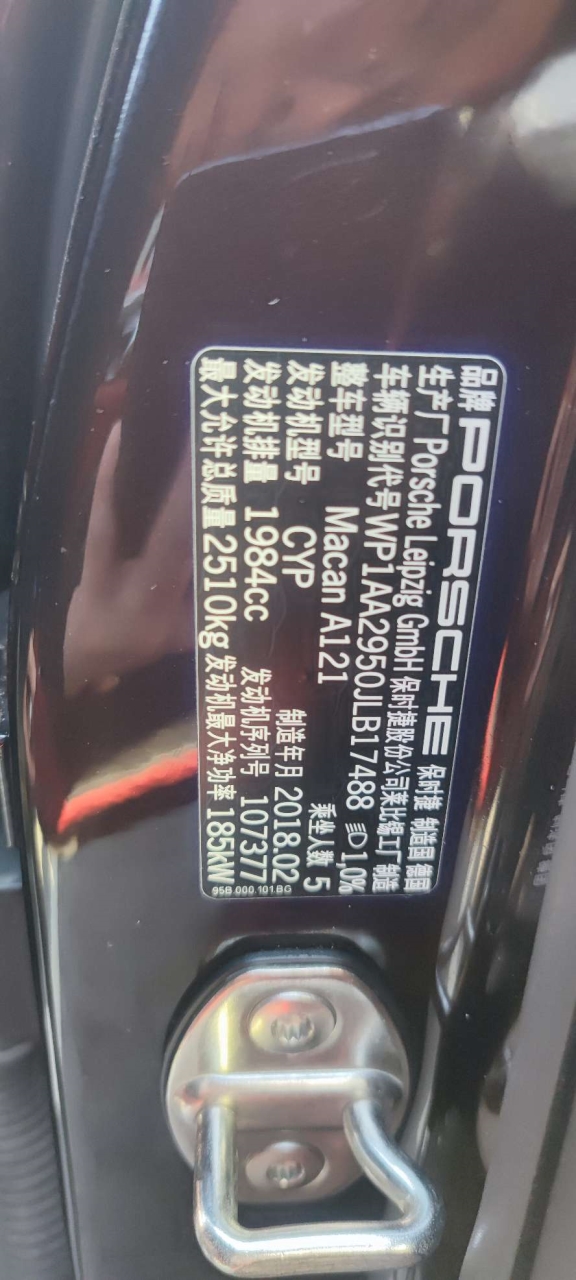 品牌 PORSCHE 保时捷 制造国 德国
生产厂 Porsche Leipzig GmbH 保时捷股份公司莱比锡工厂制造
车辆识别代号 WP1AA2950JLB17488 1,0%
整车型号 Macan A121 乘坐人数 5
发动机型号 CYP 制造年月 2018.02
发动机排量 1984cc 发动机序列号 107377
最大允许总质量 2510kg 发动机最大净功率 185kW
95B.000.101.BG